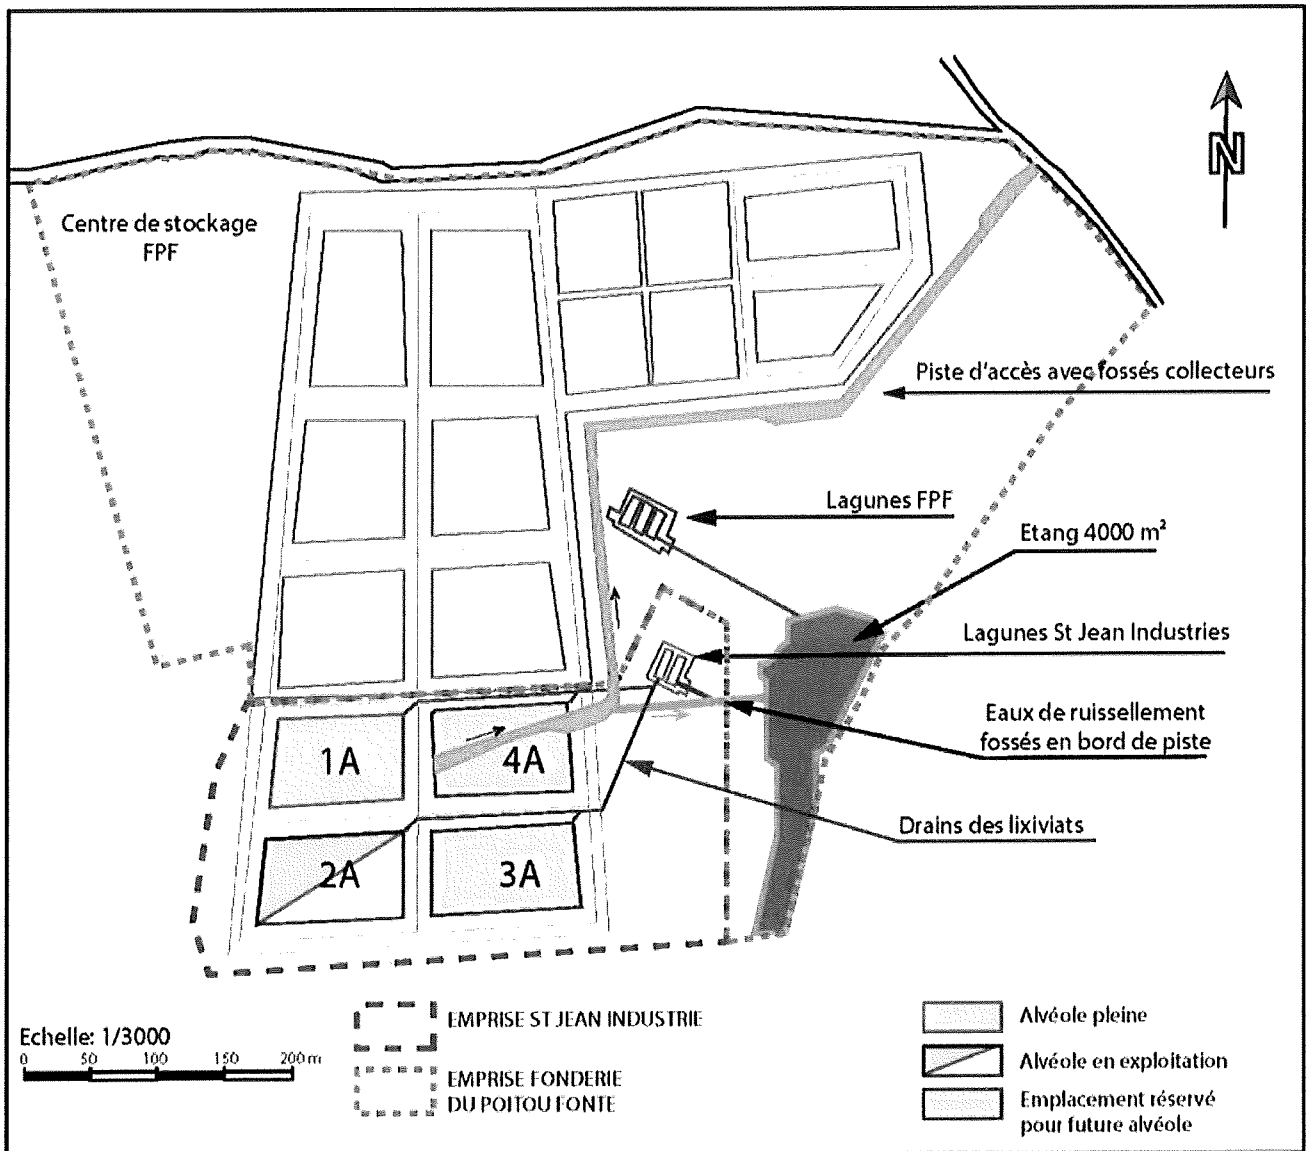 N
Centre de stockage
FPF
Piste d'accès avec fossés collecteurs
Lagunes FPF
Etang 4000 m²
Lagunes St Jean Industries
Eaux de ruissellement
fossés en bord de piste
Drains des lixiviats
1A
4A
2A
3A
Echelle: 1/3000
0 50 100 150 200 m
EMPRISE ST JEAN INDUSTRIE
EMPRISE FONDERIE
DU POITOU FONTE
Alvéole pleine
Alvéole en exploitation
Emplacement réservé
pour future alvéole